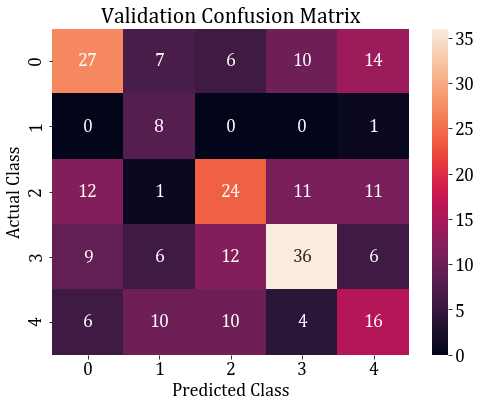 Validation Confusion Matrix
Actual Class
0 27 7 6 10 14
1 0 8 0 0 1
2 12 1 24 11 11
3 9 6 12 36 6
4 6 10 10 4 16
0 1 2 3 4
Predicted Class
35
30
25
20
15
10
5
0